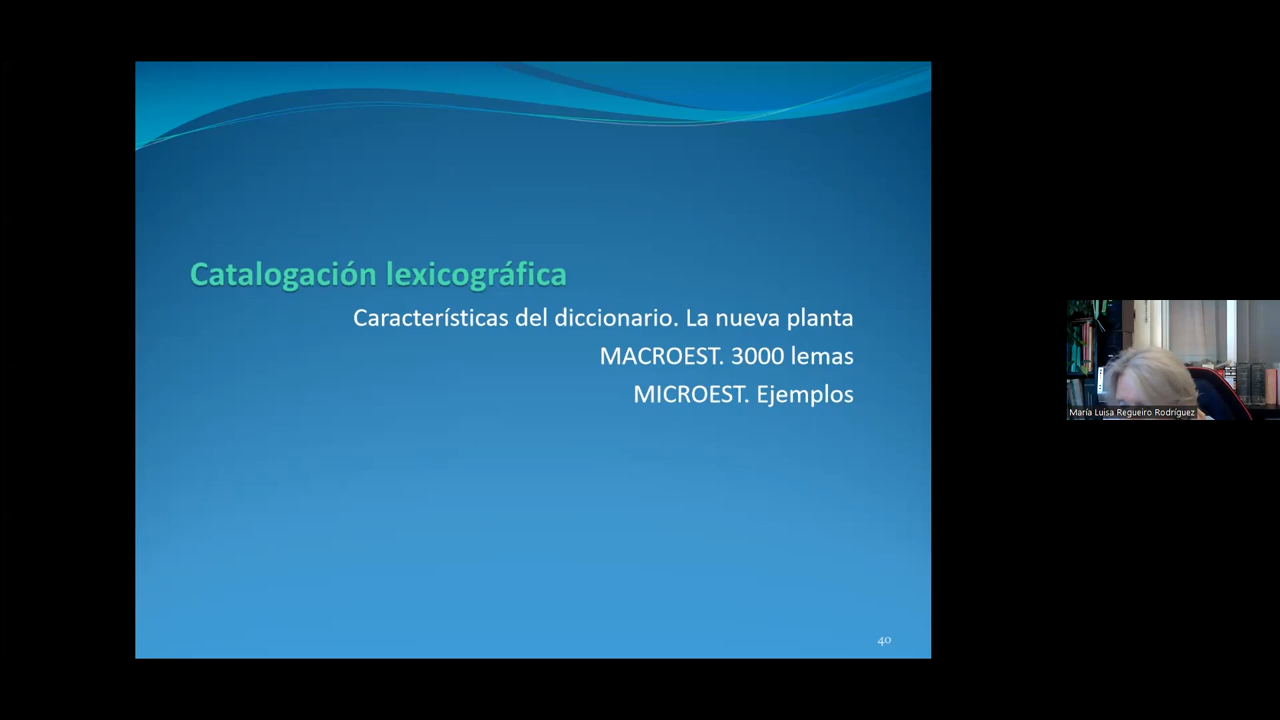 Catalogación lexicográfica
Características del diccionario. La nueva planta
MACROEST. 3000 lemas
MICROEST. Ejemplos
María Luisa Regueiro Rodríguez
40